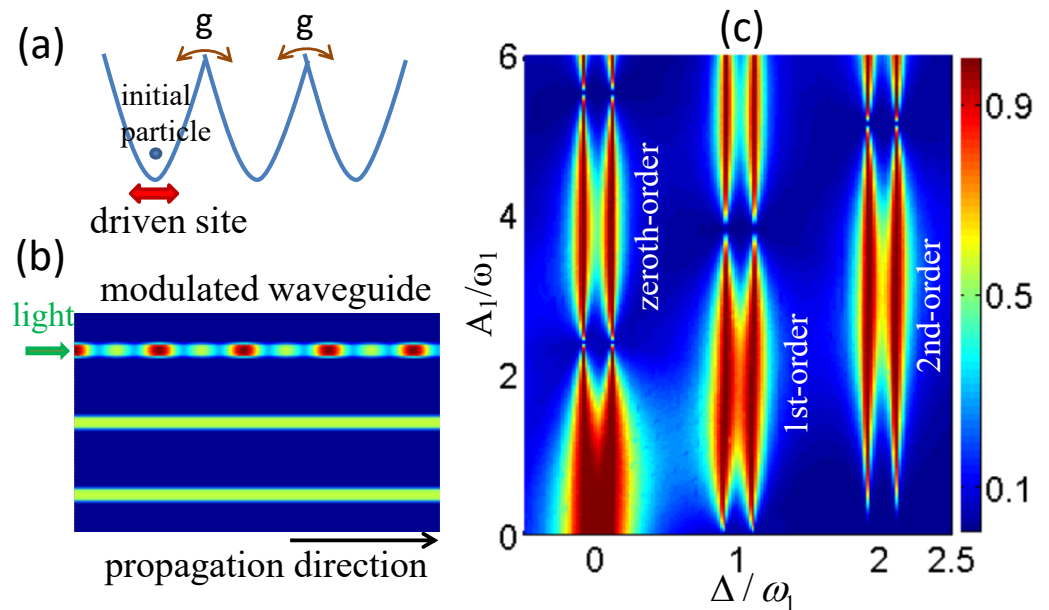 (a)
g
g
initial
particle
driven site
(b)
modulated waveguide
light
propagation direction
(c)
6
4
2
0
A₁/ω₁
zeroth-order
1st-order
2nd-order
0
1
2
2.5
Δ / ω₁
0.9
0.5
0.1